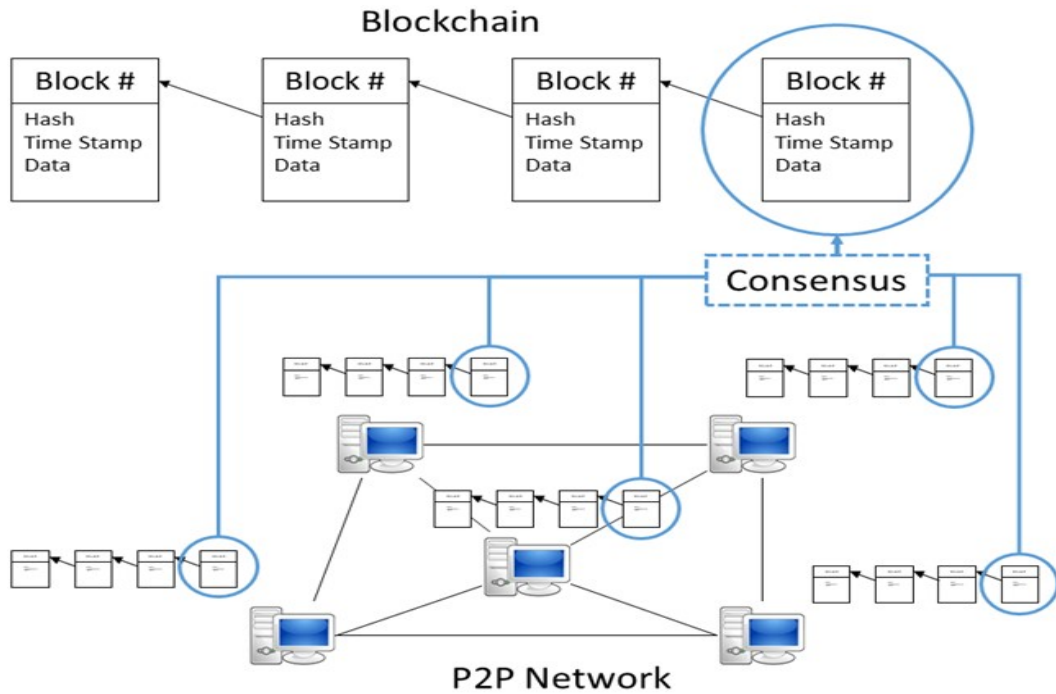 Blockchain
Block #
Hash
Time Stamp
Data
Block #
Hash
Time Stamp
Data
Block #
Hash
Time Stamp
Data
Block #
Hash
Time Stamp
Data
Consensus
P2P Network